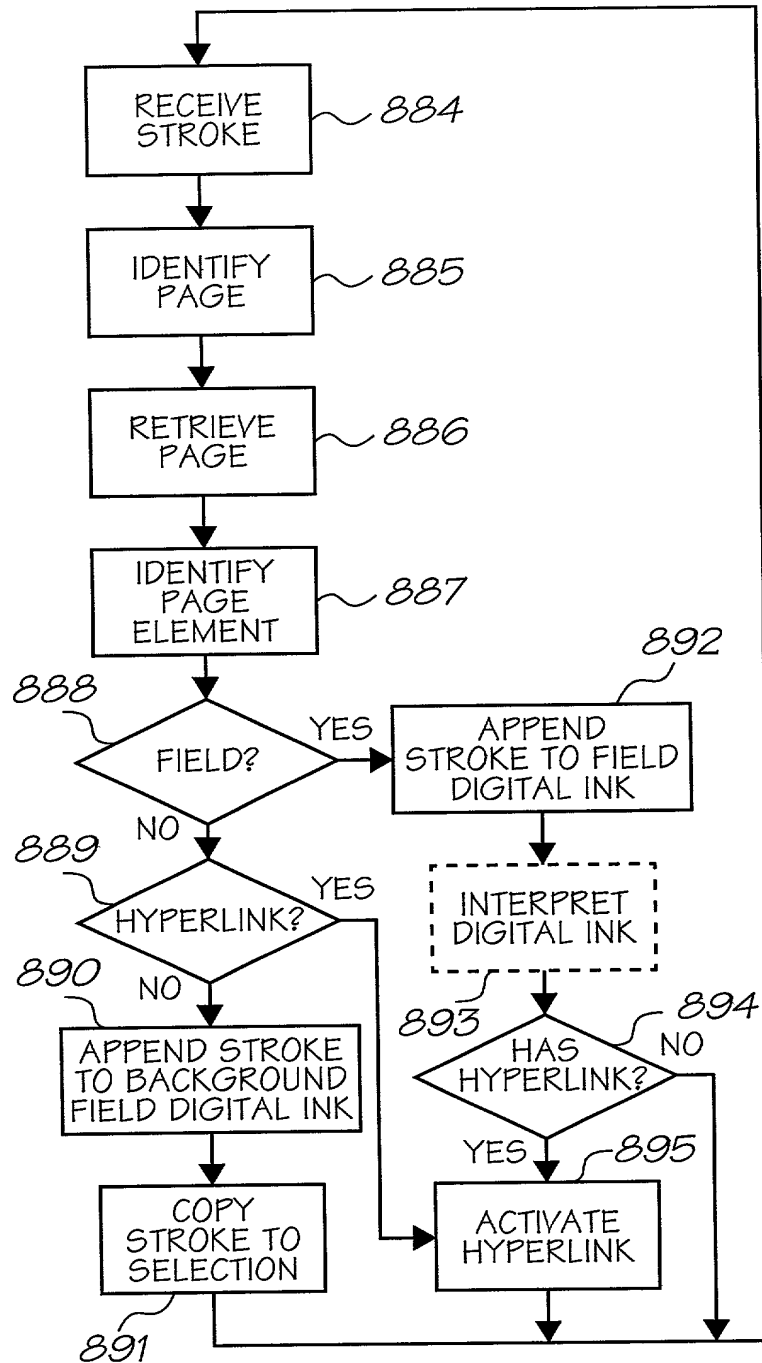 RECEIVE
STROKE
884
IDENTIFY
PAGE
885
RETRIEVE
PAGE
886
IDENTIFY
PAGE
ELEMENT
887
888
FIELD?
YES
NO
892
APPEND
STROKE TO FIELD
DIGITAL INK
889
HYPERLINK?
YES
NO
INTERPRET
DIGITAL INK
893
890
APPEND STROKE
TO BACKGROUND
FIELD DIGITAL INK
894
HAS
HYPERLINK?
NO
YES
895
COPY
STROKE TO
SELECTION
891
ACTIVATE
HYPERLINK